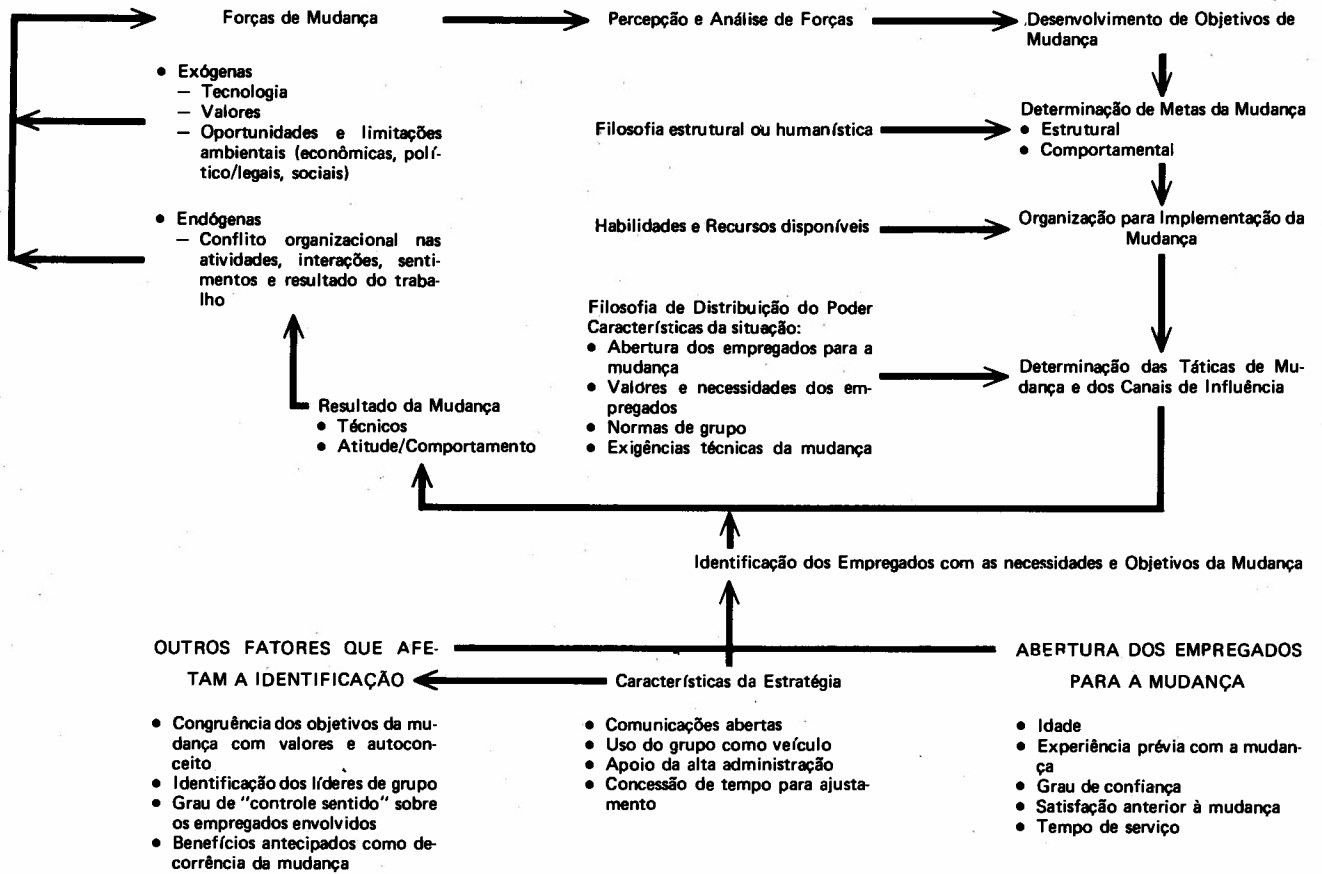 Forças de Mudança
Percepção e Análise de Forças
Desenvolvimento de Objetivos de
Mudança
● Exógenas
— Tecnologia
— Valores
— Oportunidades e limitações
ambientais (econômicas, polí-
tico/legais, sociais)
Determinação de Metas da Mudança
● Estrutural
● Comportamental
Filosofia estrutural ou humanística
● Endógenas
— Conflito organizacional nas
atividades, interações, senti-
mentos e resultado do traba-
lho
Habilidades e Recursos disponíveis
Organização para Implementação da
Mudança
Filosofia de Distribuição do Poder
Características da situação:
● Abertura dos empregados para a
mudança
● Valores e necessidades dos em-
pregados
● Normas de grupo
● Exigências técnicas da mudança
Determinação das Táticas de Mu-
dança e dos Canais de Influência
Resultado da Mudança
● Técnicos
● Atitude/Comportamento
Identificação dos Empregados com as necessidades e Objetivos da Mudança
OUTROS FATORES QUE AFE-
TAM A IDENTIFICAÇÃO
● Congruência dos objetivos da mu-
dança com valores e autocon-
ceito
● Identificação dos líderes de grupo
● Grau de "controle sentido" sobre
os empregados envolvidos
● Benefícios antecipados como de-
corrência da mudança
Características da Estratégia
● Comunicações abertas
● Uso do grupo como veículo
● Apoio da alta administração
● Concessão de tempo para ajusta-
mento
ABERTURA DOS EMPREGADOS
PARA A MUDANÇA
● Idade
● Experiência prévia com a mudan-
ça
● Grau de confiança
● Satisfação anterior à mudança
● Tempo de serviço